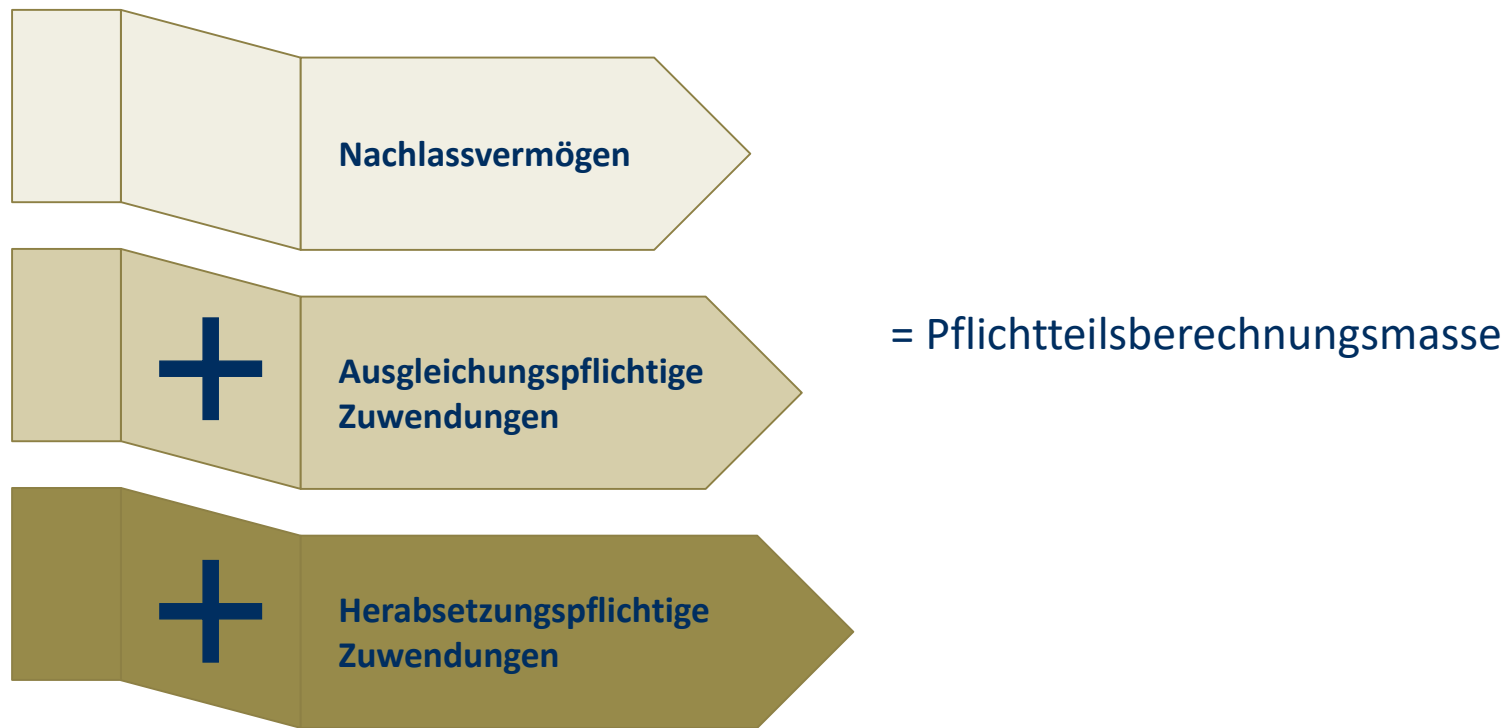 Nachlassvermögen
+ Ausgleichungspflichtige
Zuwendungen
= Pflichtteilsberechnungsmasse
+ Herabsetzungspflichtige
Zuwendungen